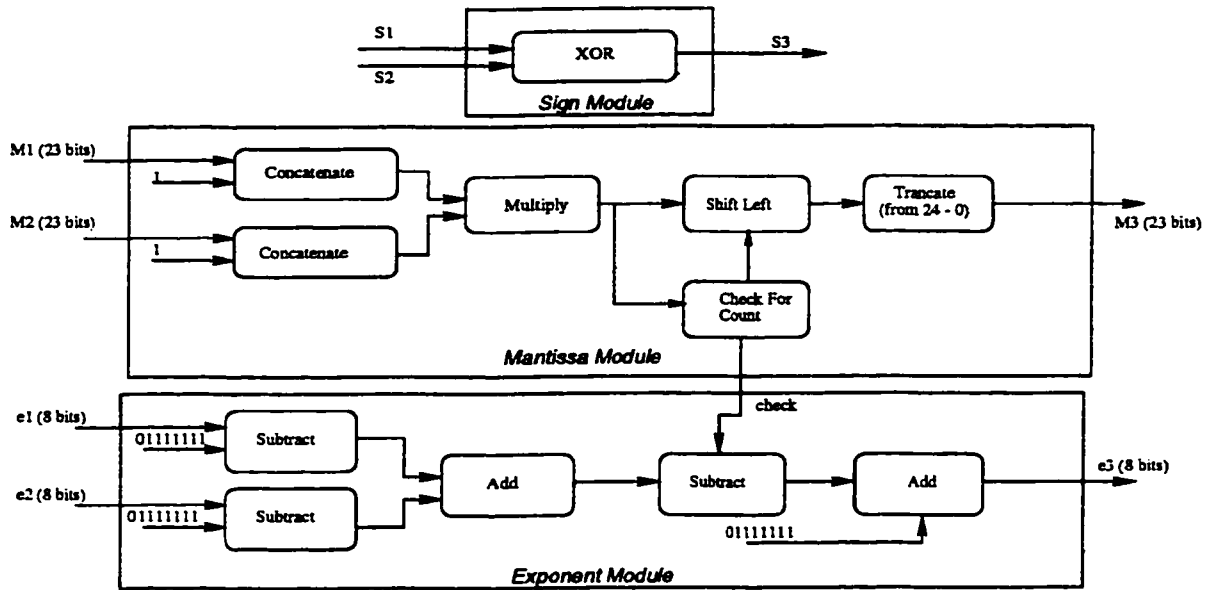 S1
XOR
S3
S2
Sign Module
M1 (23 bits)
1
Concatenate
Multiply
Shift Left
Trancate
(from 24 - 0)
M3 (23 bits)
M2 (23 bits)
1
Concatenate
Check For
Count
Mantissa Module
check
e1 (8 bits)
01111111
Subtract
Add
Subtract
Add
e3 (8 bits)
e2 (8 bits)
01111111
Subtract
01111111
Exponent Module